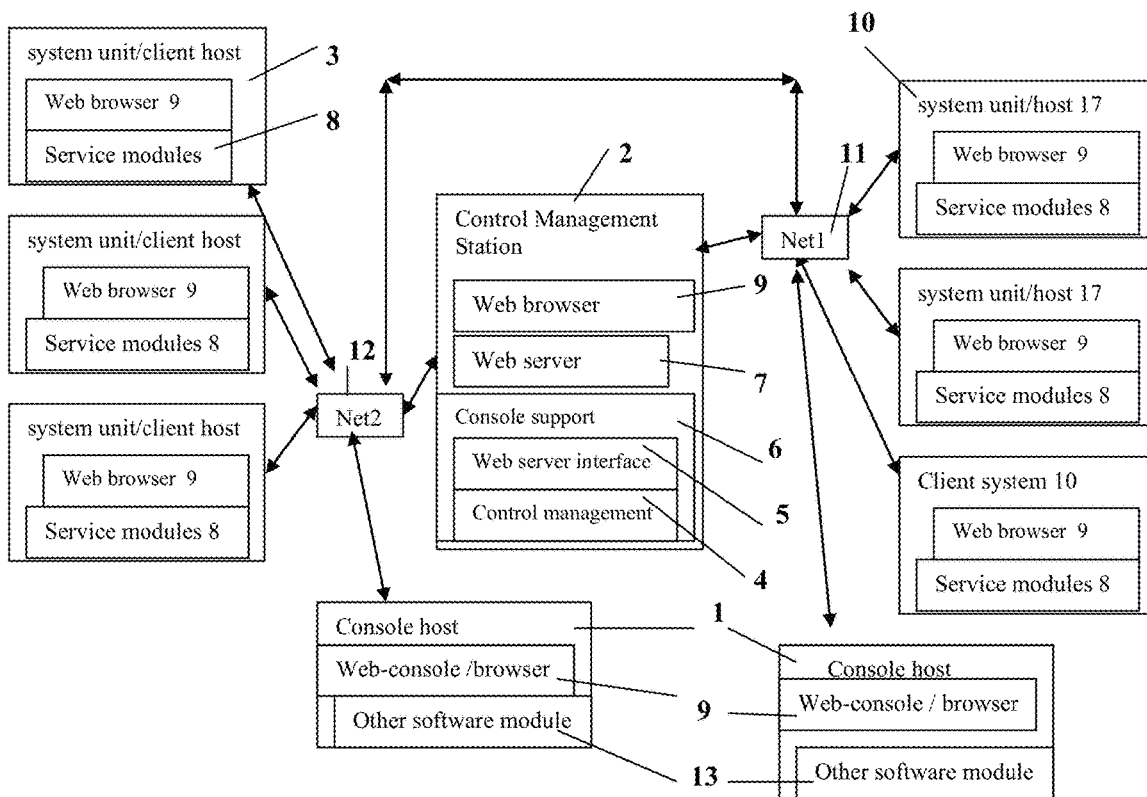 system unit/client host
3
Web browser 9
Service modules
8
system unit/client host
Web browser 9
Service modules 8
system unit/client host
Web browser 9
Service modules 8
12
Net2
2
Control Management
Station
Web browser
9
Web server
7
Console support
6
Web server interface
5
Control management
4
11
Net1
10
system unit/host 17
Web browser 9
Service modules 8
system unit/host 17
Web browser 9
Service modules 8
Client system 10
Web browser 9
Service modules 8
Console host
1
Web-console /browser
9
Other software module
13
Console host
Web-console / browser
Other software module